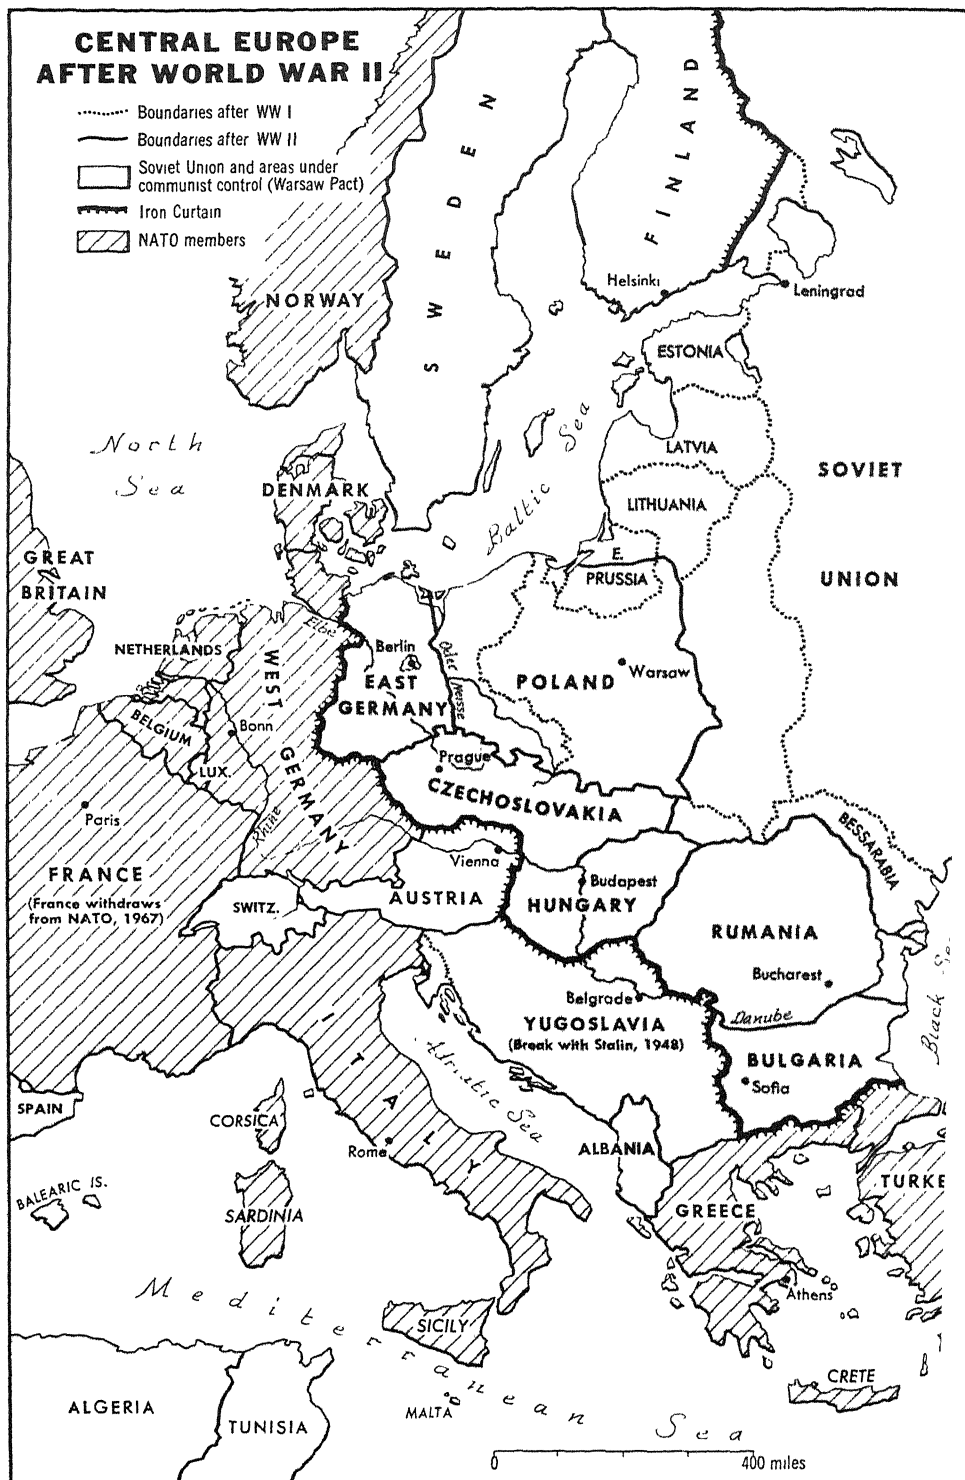 CENTRAL EUROPE
AFTER WORLD WAR II
Boundaries after WW I
Boundaries after WW II
Soviet Union and areas under
communist control (Warsaw Pact)
Iron Curtain
NATO members
FINLAND
SWEDEN
NORWAY
Helsinki
Leningrad
ESTONIA
North
Sea
Baltic Sea
LATVIA
SOVIET
UNION
DENMARK
LITHUANIA
GREAT
BRITAIN
E.
PRUSSIA
Elbe
NETHERLANDS
WEST GERMANY
Berlin
EAST
GERMANY
Oder Neisse
POLAND
Warsaw
BELGIUM
Bonn
LUX.
Prague
CZECHOSLOVAKIA
Paris
Rhine
BESSARABIA
Vienna
FRANCE
(France withdraws
from NATO, 1967)
SWITZ.
AUSTRIA
Budapest
HUNGARY
RUMANIA
Bucharest
Belgrade
Danube
Black
YUGOSLAVIA
(Break with Stalin, 1948)
BULGARIA
Sofia
Adriatic Sea
ITALY
SPAIN
CORSICA
Rome
ALBANIA
BALEARIC IS.
SARDINIA
GREECE
TURKE
Athens
Mediterranean Sea
SICILY
CRETE
ALGERIA
TUNISIA
MALTA
0
400 miles